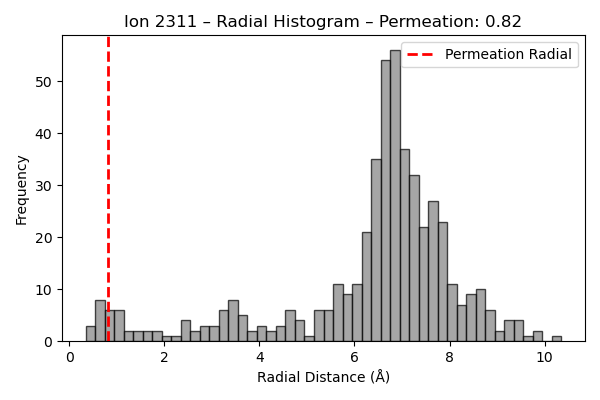 Ion 2311 – Radial Histogram – Permeation: 0.82
Permeation Radial
Frequency
50
40
30
20
10
0
0 2 4 6 8 10
Radial Distance (Å)